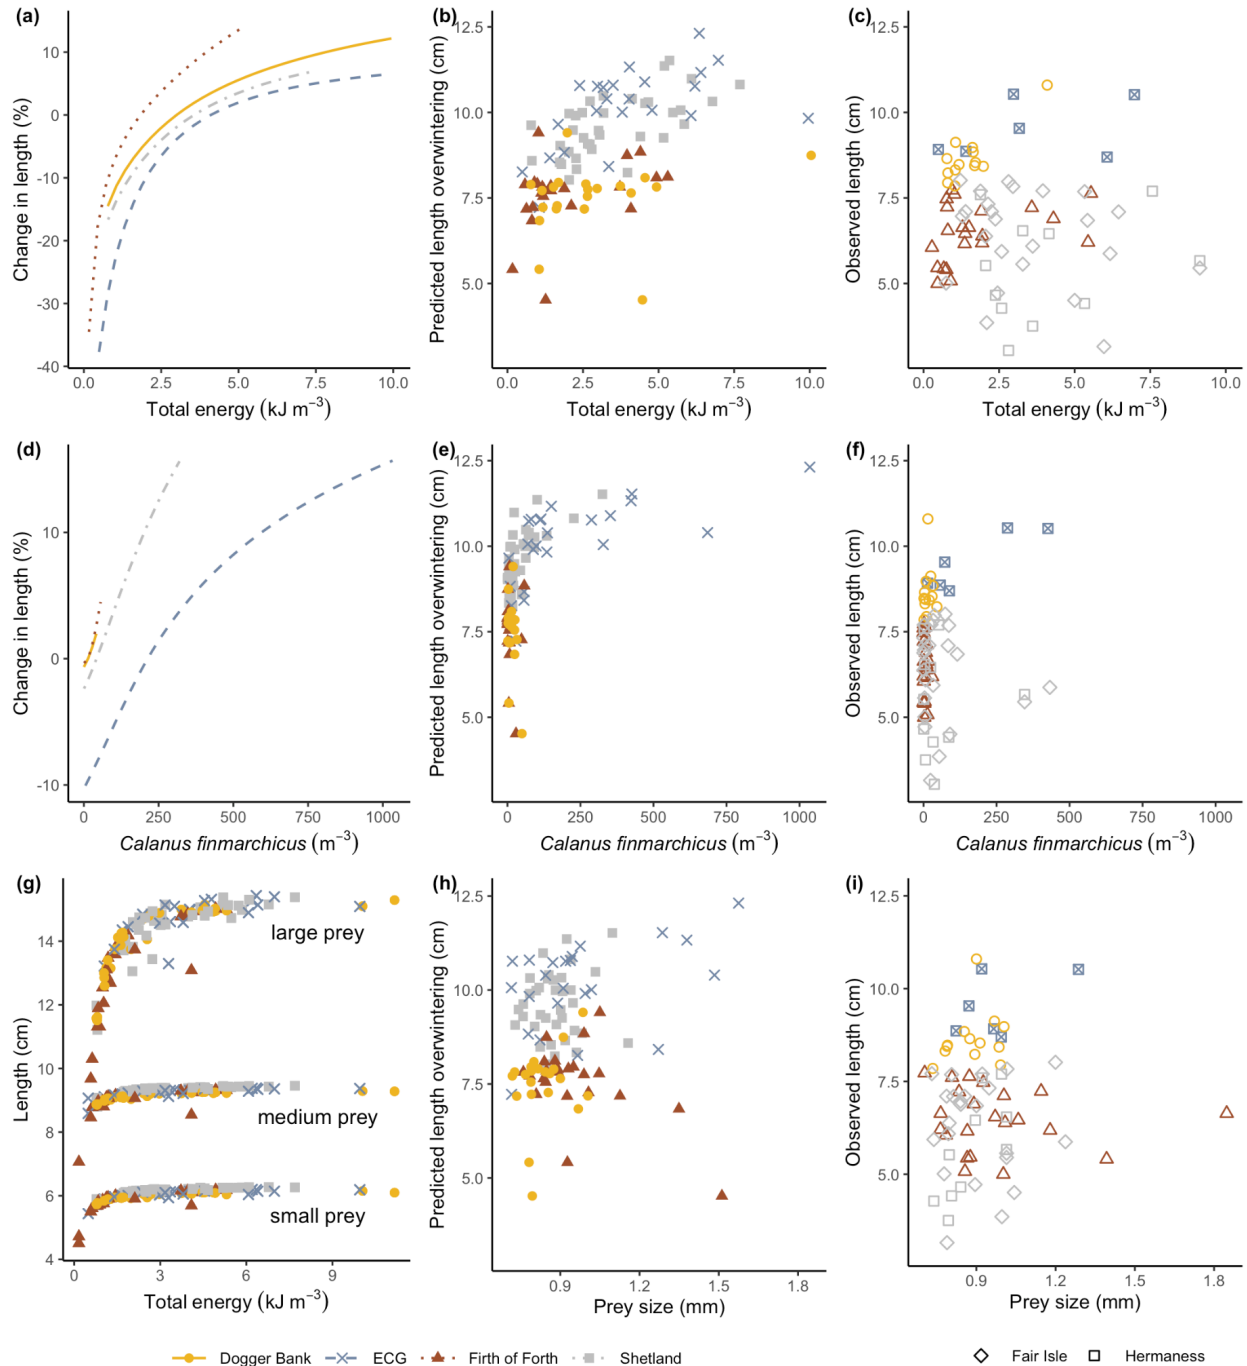 (a)
Change in length (%)
10
0
-10
-20
-30
-40
0.0 2.5 5.0 7.5 10.0
Total energy (kJ m⁻³)
(b)
Predicted length overwintering (cm)
12.5
10.0
7.5
5.0
0.0 2.5 5.0 7.5 10.0
Total energy (kJ m⁻³)
(c)
Observed length (cm)
12.5
10.0
7.5
5.0
0.0 2.5 5.0 7.5 10.0
Total energy (kJ m⁻³)
(d)
Change in length (%)
10
0
-10
0 250 500 750 1000
Calanus finmarchicus (m⁻³)
(e)
Predicted length overwintering (cm)
12.5
10.0
7.5
5.0
0 250 500 750 1000
Calanus finmarchicus (m⁻³)
(f)
Observed length (cm)
12.5
10.0
7.5
5.0
0 250 500 750 1000
Calanus finmarchicus (m⁻³)
(g)
Length (cm)
14
12
10
8
6
4
large prey
medium prey
small prey
0 3 6 9
Total energy (kJ m⁻³)
(h)
Predicted length overwintering (cm)
12.5
10.0
7.5
5.0
0.9 1.2 1.5 1.8
Prey size (mm)
(i)
Observed length (cm)
12.5
10.0
7.5
5.0
0.9 1.2 1.5 1.8
Prey size (mm)
Dogger Bank ECG Firth of Forth Shetland Fair Isle Hermaness